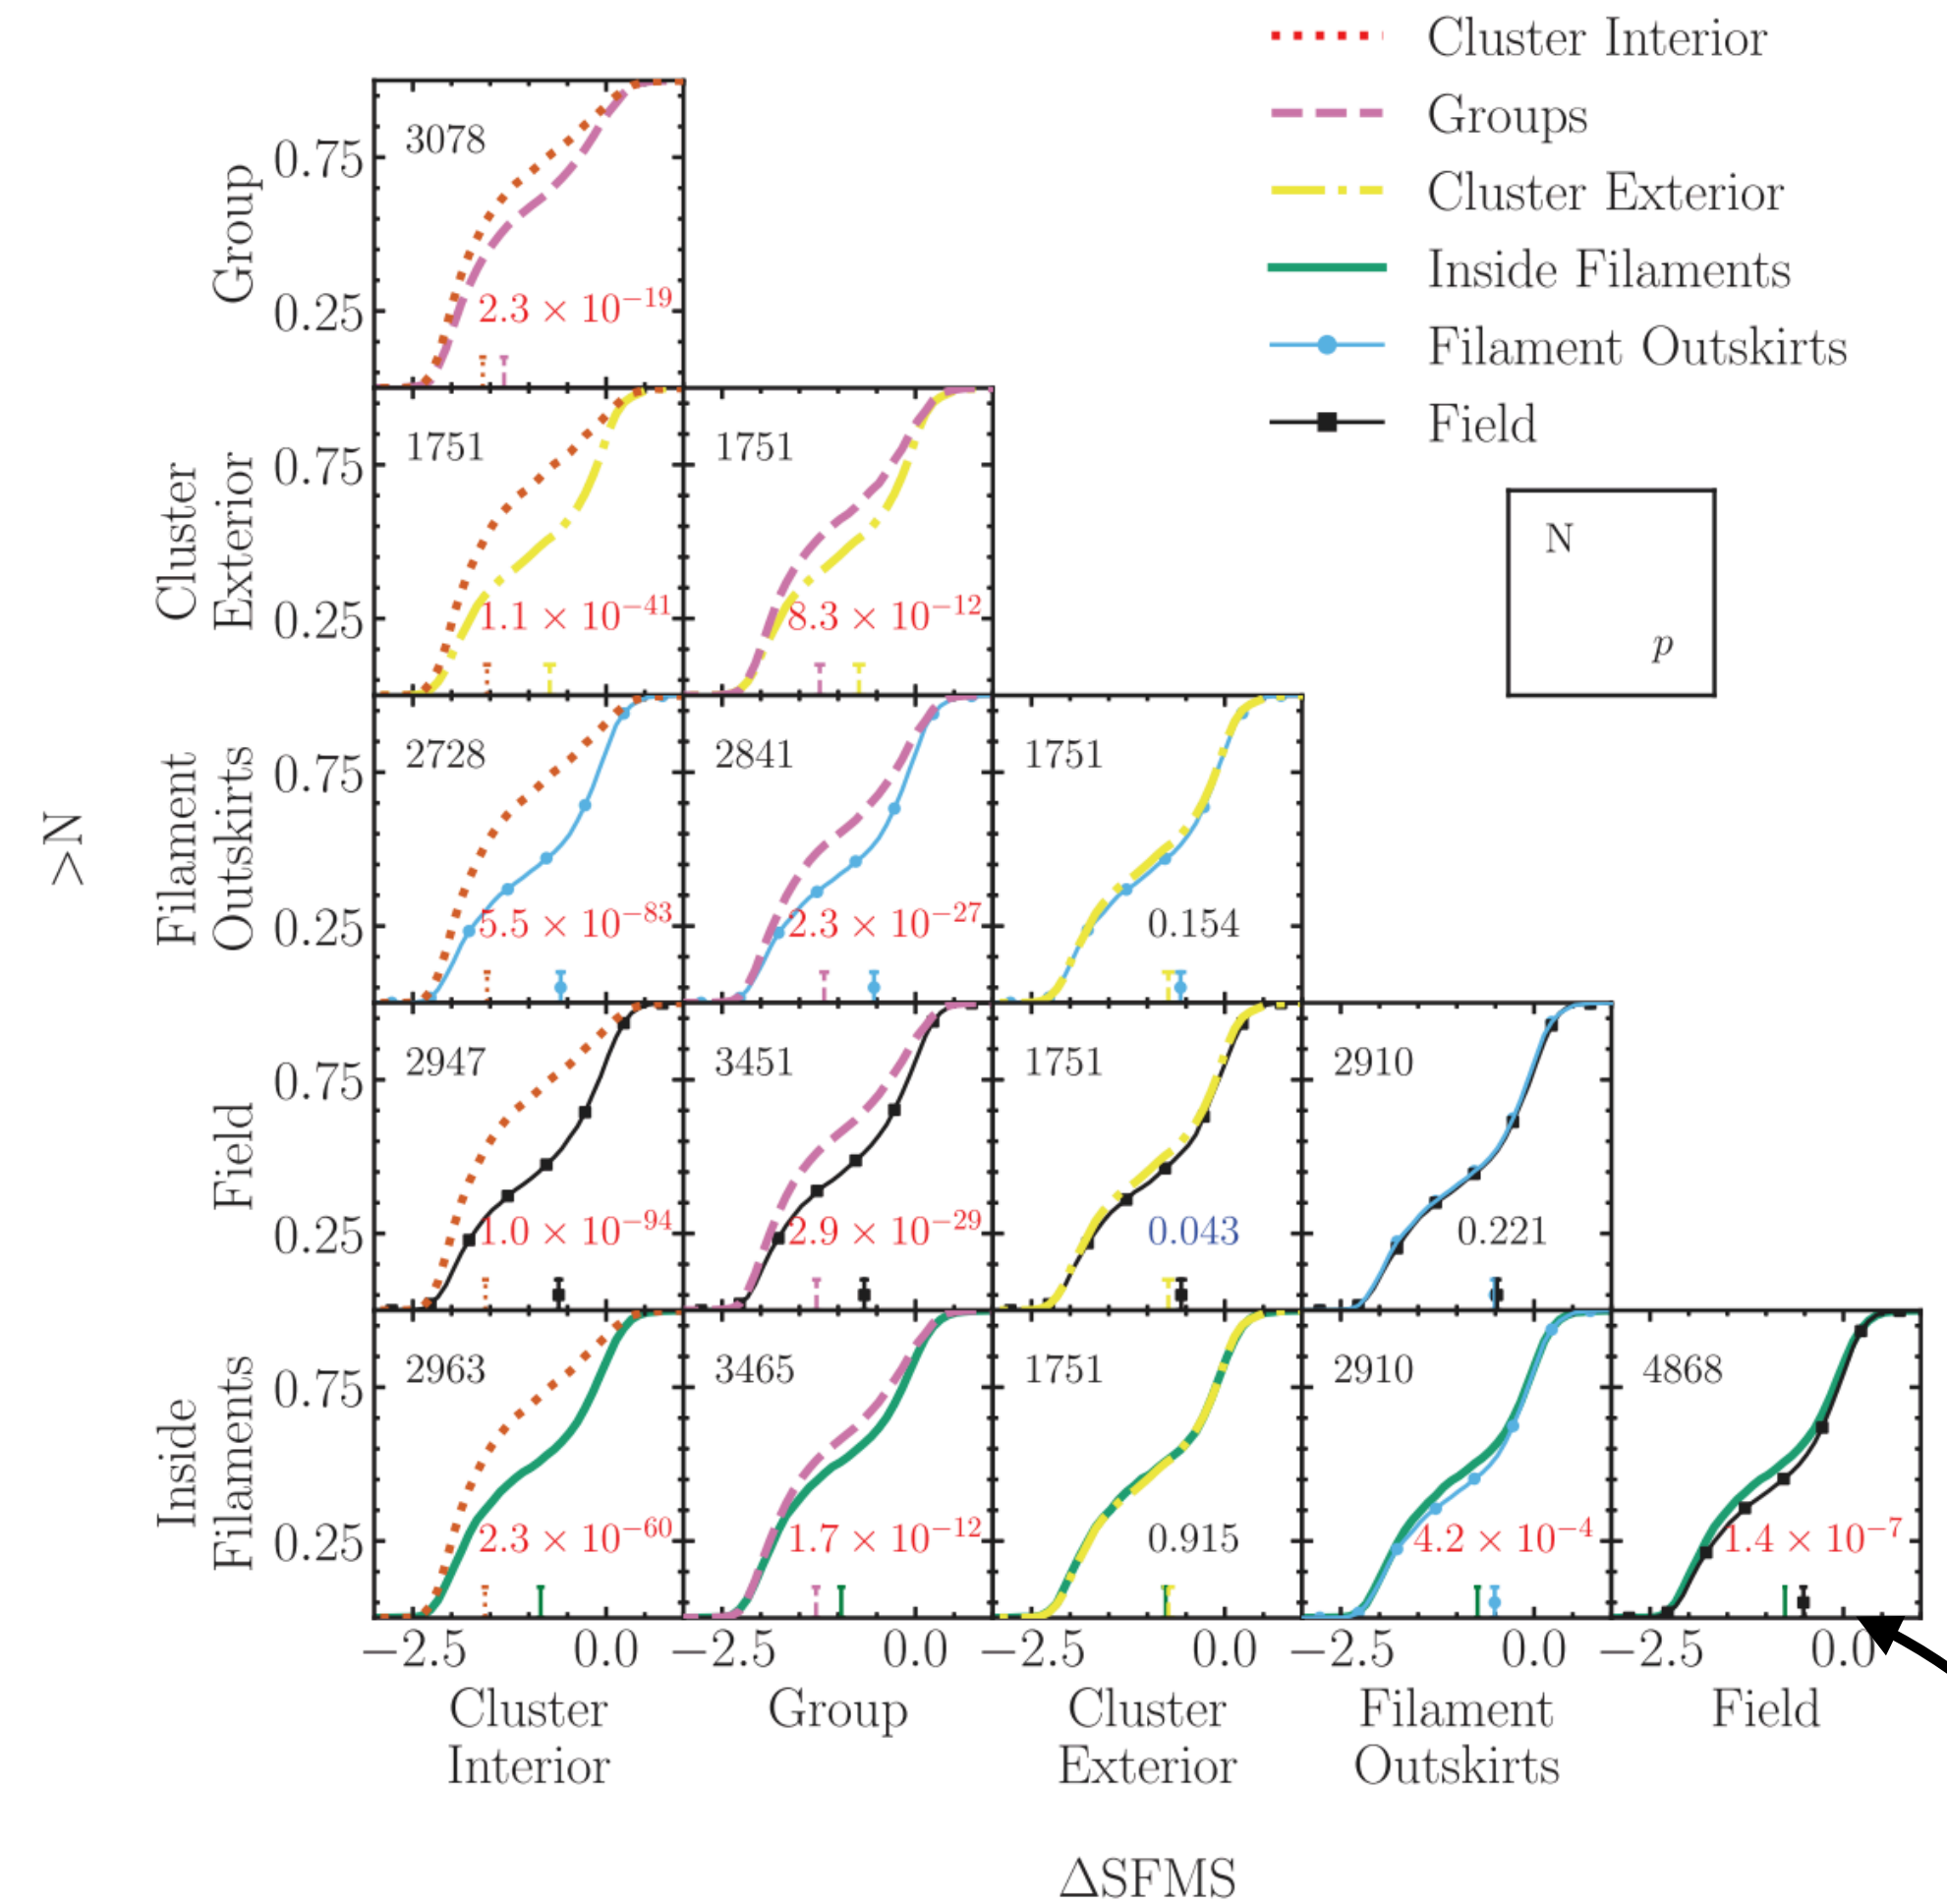 Cluster Interior
Groups
Cluster Exterior
Inside Filaments
Filament Outskirts
Field
N
p
>N
Group
0.75
0.25
3078
2.3 × 10⁻¹⁹
Cluster
Exterior
0.75
0.25
1751
1.1 × 10⁻⁴¹
1751
8.3 × 10⁻¹²
Filament
Outskirts
0.75
0.25
2728
5.5 × 10⁻⁸³
2841
2.3 × 10⁻²⁷
1751
0.154
Field
0.75
0.25
2947
1.0 × 10⁻⁹⁴
3451
2.9 × 10⁻²⁹
1751
0.043
2910
0.221
Inside
Filaments
0.75
0.25
2963
2.3 × 10⁻⁶⁰
3465
1.7 × 10⁻¹²
1751
0.915
2910
4.2 × 10⁻⁴
4868
1.4 × 10⁻⁷
−2.5 0.0 −2.5 0.0 −2.5 0.0 −2.5 0.0 −2.5 0.0
Cluster
Interior
Group
Cluster
Exterior
Filament
Outskirts
Field
ΔSFMS